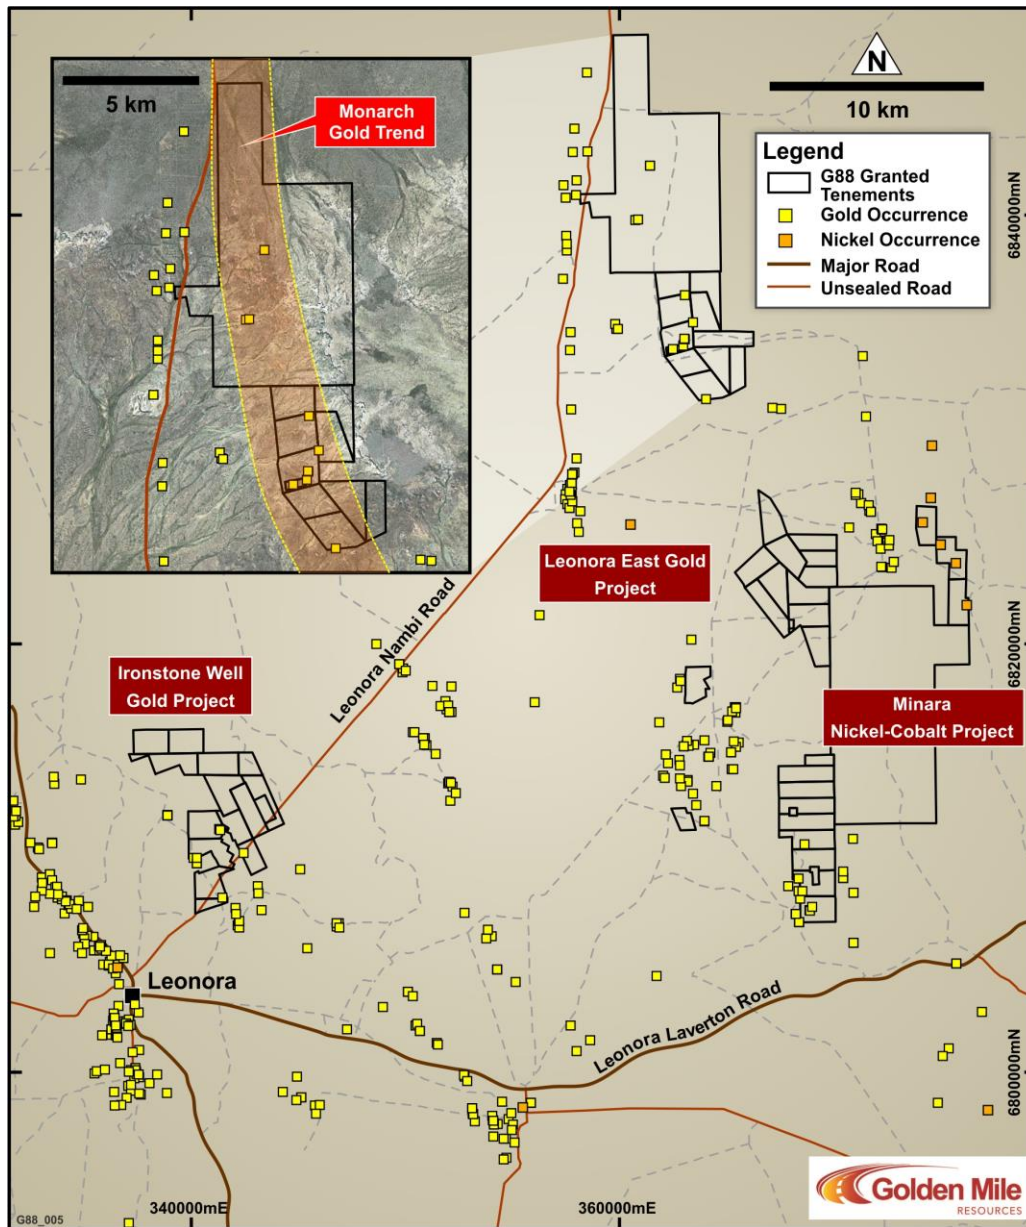 5 km
Monarch
Gold Trend
N
10 km
Legend
G88 Granted
Tenements
Gold Occurrence
Nickel Occurrence
Major Road
Unsealed Road
6840000mN
Leonora East Gold
Project
Leonora Nambi Road
6820000mN
Ironstone Well
Gold Project
Minara
Nickel-Cobalt Project
Leonora
Leonora Laverton Road
6800000mN
340000mE
360000mE
G88_005
Golden Mile
RESOURCES